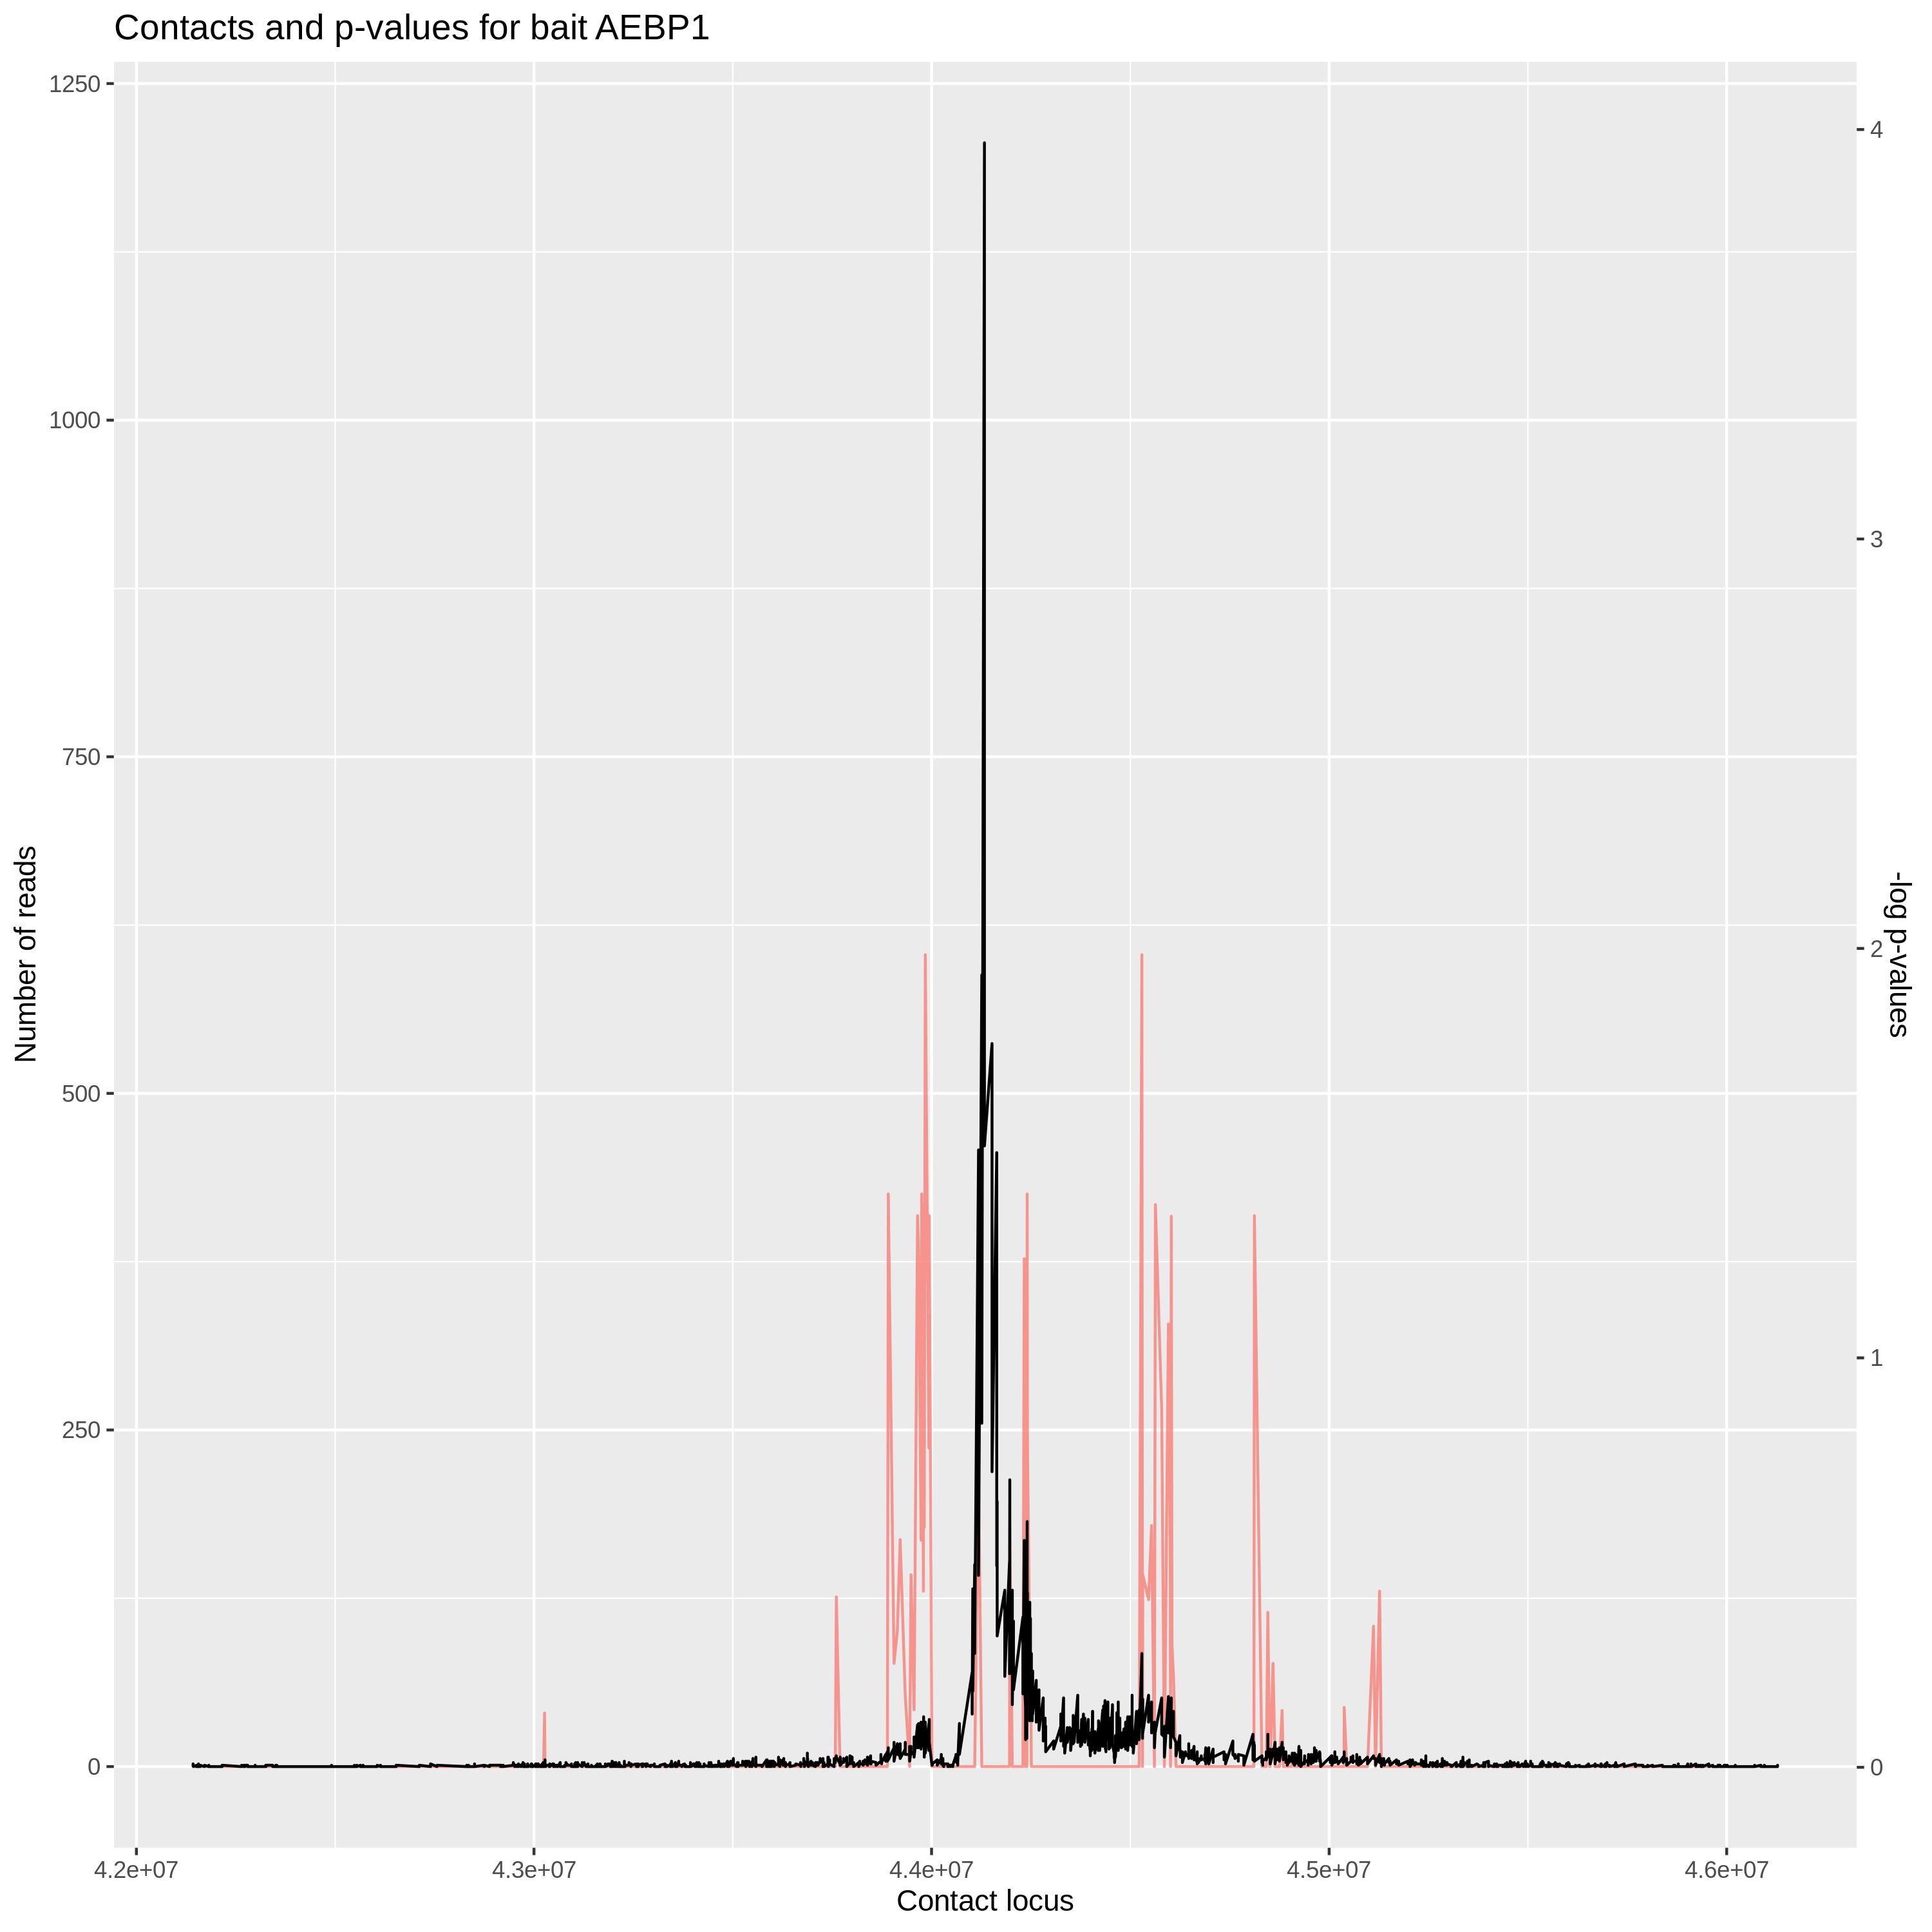 Contacts and p-values for bait AEBP1
1250
1000
750
500
250
0
Number of reads
4
3
2
1
0
-log p-values
4.2e+07
4.3e+07
4.4e+07
4.5e+07
4.6e+07
Contact locus